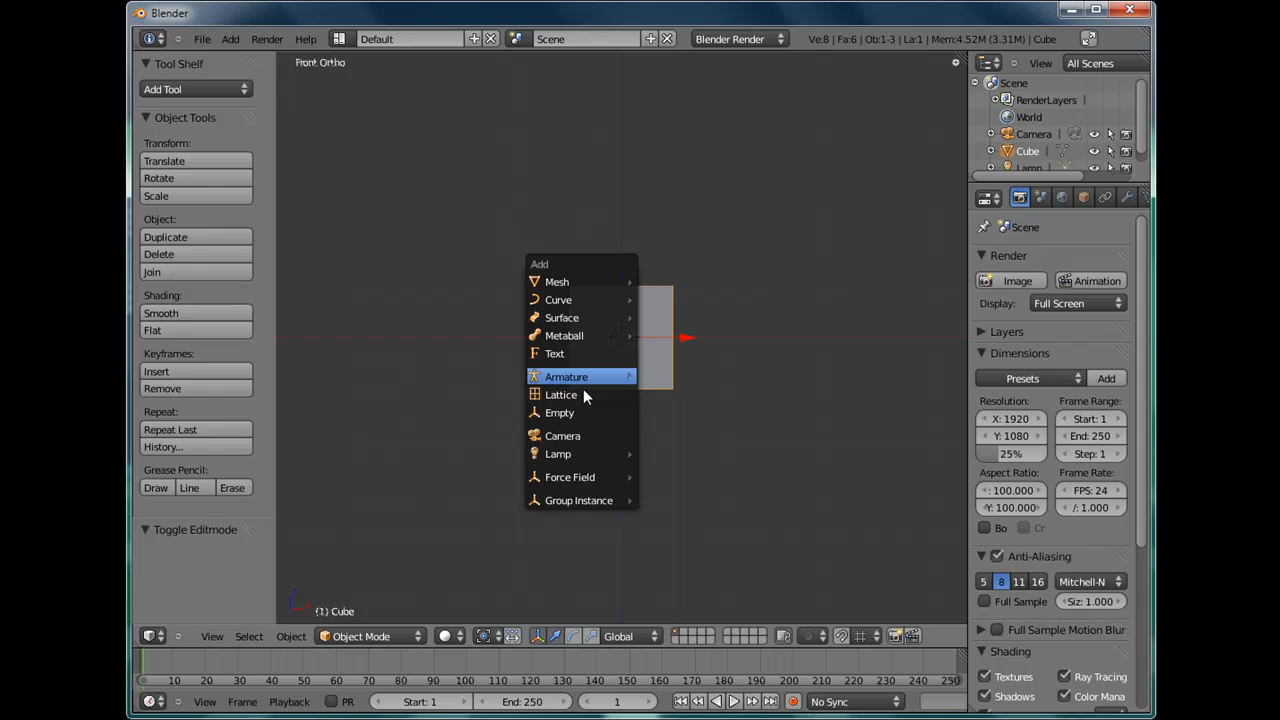 Blender
File Add Render Help Default Scene Blender Render Ve:8 | Fa:6 | Ob:1-3 | La:1 | Mem:4.52M (3.31M) | Cube
Tool Shelf
Add Tool
Object Tools
Transform:
Translate
Rotate
Scale
Object:
Duplicate
Delete
Join
Shading:
Smooth
Flat
Keyframes:
Insert
Remove
Repeat:
Repeat Last
History...
Grease Pencil:
Draw Line Erase
Toggle Editmode
Front Ortho
Add
Mesh
Curve
Surface
Metaball
Text
Armature
Lattice
Empty
Camera
Lamp
Force Field
Group Instance
(1) Cube
View All Scenes
Scene
RenderLayers
World
Camera
Cube
Lamp
Scene
Render
Image Animation
Display: Full Screen
Layers
Dimensions
Presets Add
Resolution: Frame Range:
X: 1920 Start: 1
Y: 1080 End: 250
25% Step: 1
Aspect Ratio: Frame Rate:
: 100.000 FPS: 24
Y: 100.000 /: 1.000
Bo Cr
Anti-Aliasing
5 8 11 16 Mitchell-N
Full Sample Siz: 1.000
Full Sample Motion Blur
Shading
Textures Ray Tracing
Shadows Color Mana
View Select Object Object Mode Global
10 20 30 40 50 60 70 80 90 100 110 120 130 140 150 160 170 180 190 200 210 220 230 240 250
View Frame Playback PR Start: 1 End: 250 1 No Sync